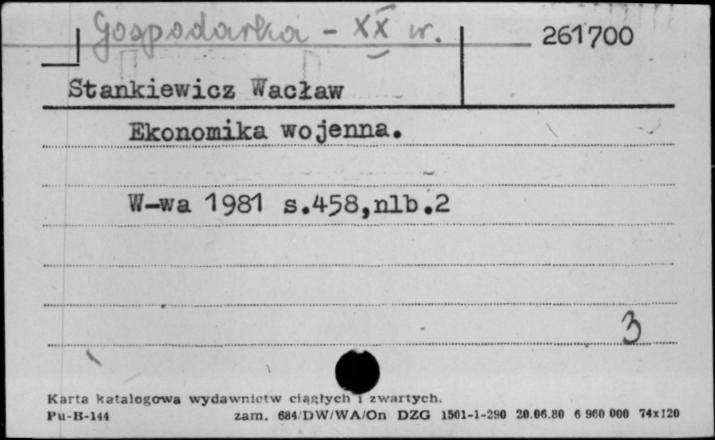 Gospodarka - XX w.
261700
Stankiewicz Wacław
Ekonomika wojenna.
W-wa 1981 s.458,nlb.2
3
Karta katalogowa wydawnictw ciągłych i zwartych.
Pu-B-144 zam. 684/DW/WA/On DZG 1501-1-290 20.06.80 6 960 000 74x120